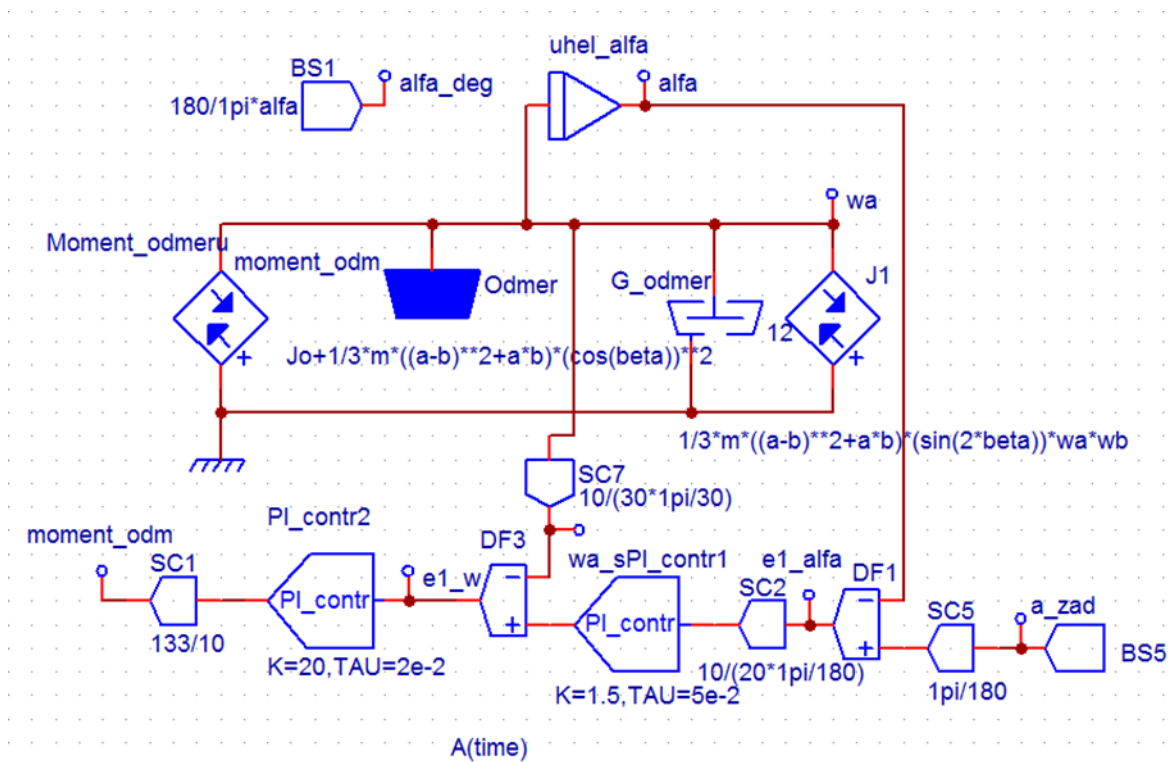 uhel_alfa
BS1
alfa_deg
alfa
180/1pi*alfa
wa
Moment_odmeru
moment_odm
Odmer
G_odmer
J1
12
Jo+1/3*m*((a-b)**2+a*b)*(cos(beta))**2
1/3*m*((a-b)**2+a*b)*(sin(2*beta))*wa*wb
SC7
10/(30*1pi/30)
PI_contr2
moment_odm
DF3
wa_sPI_contr1
e1_alfa
SC1
e1_w
SC2
DF1
a_zad
SC5
PI_contr
PI_contr
BS5
133/10
K=20,TAU=2e-2
10/(20*1pi/180)
1pi/180
K=1.5,TAU=5e-2
A(time)